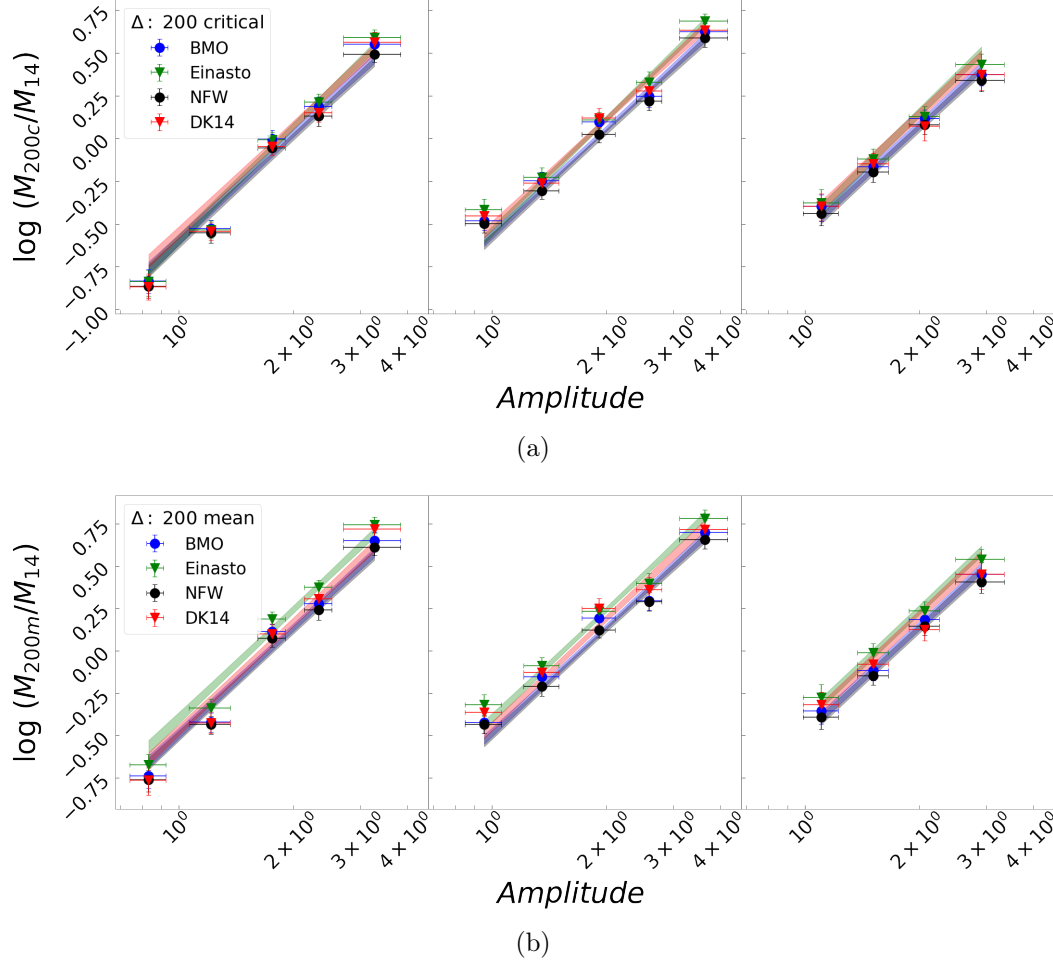 0.75
0.50
0.25
0.00
−0.25
−0.50
−0.75
−1.00
log (M₂₀₀c/M₁₄)
Δ : 200 critical
BMO
Einasto
NFW
DK14
10⁰ 2 × 10⁰ 3 × 10⁰ 4 × 10⁰ 10⁰ 2 × 10⁰ 3 × 10⁰ 4 × 10⁰ 10⁰ 2 × 10⁰ 3 × 10⁰ 4 × 10⁰
Amplitude
(a)
0.75
0.50
0.25
0.00
−0.25
−0.50
−0.75
log (M₂₀₀m/M₁₄)
Δ : 200 mean
BMO
Einasto
NFW
DK14
10⁰ 2 × 10⁰ 3 × 10⁰ 4 × 10⁰ 10⁰ 2 × 10⁰ 3 × 10⁰ 4 × 10⁰ 10⁰ 2 × 10⁰ 3 × 10⁰ 4 × 10⁰
Amplitude
(b)